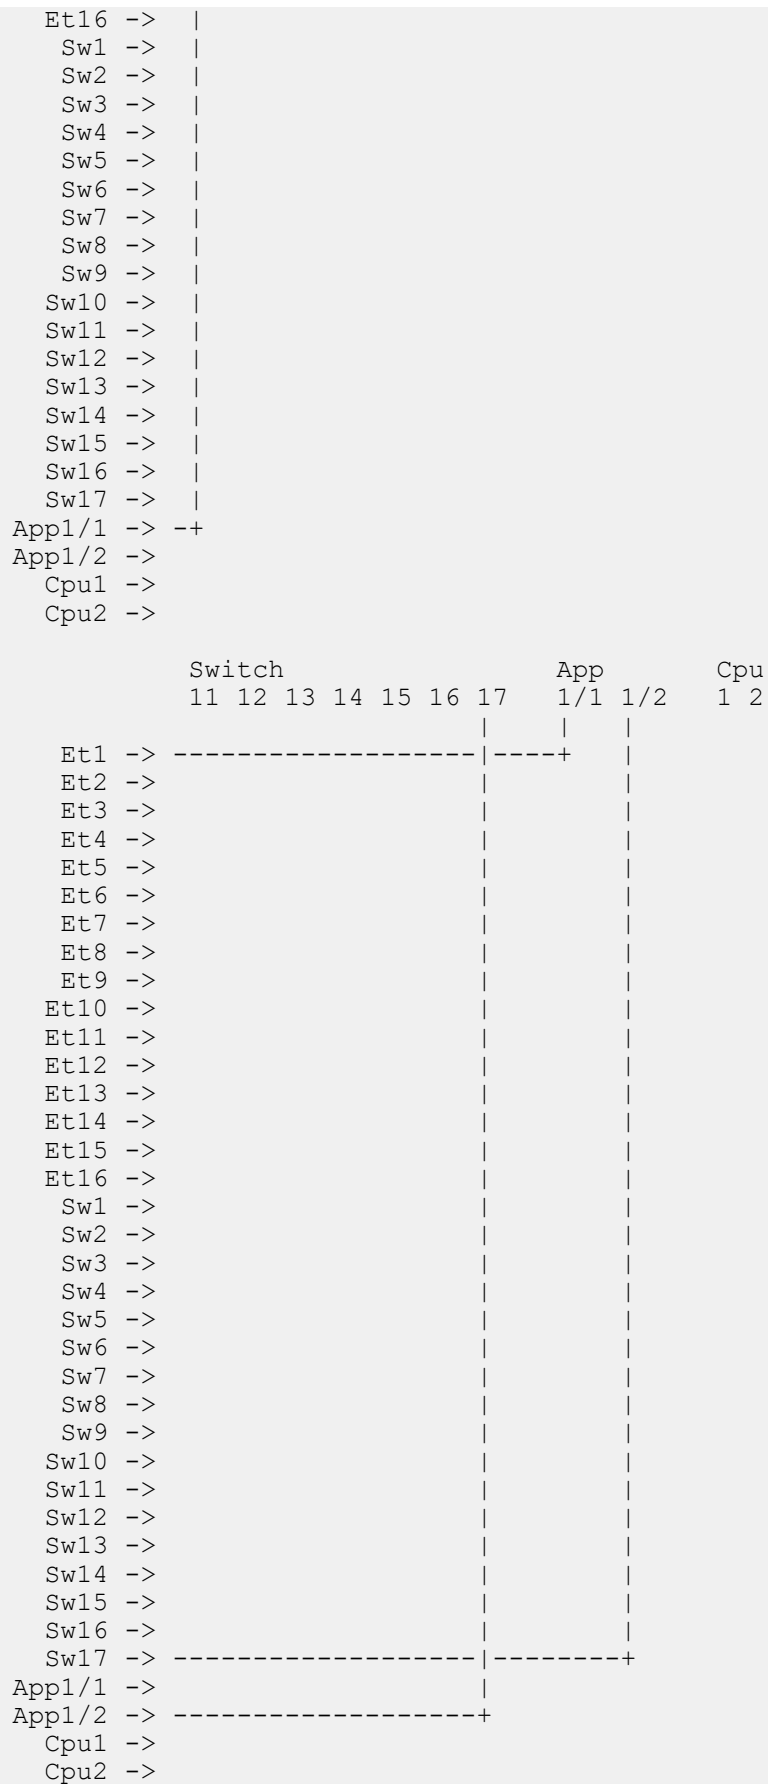 Et16 ->  |
   Sw1 ->  |
   Sw2 ->  |
   Sw3 ->  |
   Sw4 ->  |
   Sw5 ->  |
   Sw6 ->  |
   Sw7 ->  |
   Sw8 ->  |
   Sw9 ->  |
  Sw10 ->  |
  Sw11 ->  |
  Sw12 ->  |
  Sw13 ->  |
  Sw14 ->  |
  Sw15 ->  |
  Sw16 ->  |
  Sw17 ->  |
App1/1 -> -+
App1/2 ->
  Cpu1 ->
  Cpu2 ->

           Switch                 App       Cpu
           11 12 13 14 15 16 17   1/1 1/2   1 2
                             |    |   |
   Et1 -> -------------------|----+   |
   Et2 ->                    |        |
   Et3 ->                    |        |
   Et4 ->                    |        |
   Et5 ->                    |        |
   Et6 ->                    |        |
   Et7 ->                    |        |
   Et8 ->                    |        |
   Et9 ->                    |        |
  Et10 ->                    |        |
  Et11 ->                    |        |
  Et12 ->                    |        |
  Et13 ->                    |        |
  Et14 ->                    |        |
  Et15 ->                    |        |
  Et16 ->                    |        |
   Sw1 ->                    |        |
   Sw2 ->                    |        |
   Sw3 ->                    |        |
   Sw4 ->                    |        |
   Sw5 ->                    |        |
   Sw6 ->                    |        |
   Sw7 ->                    |        |
   Sw8 ->                    |        |
   Sw9 ->                    |        |
  Sw10 ->                    |        |
  Sw11 ->                    |        |
  Sw12 ->                    |        |
  Sw13 ->                    |        |
  Sw14 ->                    |        |
  Sw15 ->                    |        |
  Sw16 ->                    |        |
  Sw17 -> -------------------|--------+
App1/1 ->                    |
App1/2 -> -------------------+
  Cpu1 ->
  Cpu2 ->